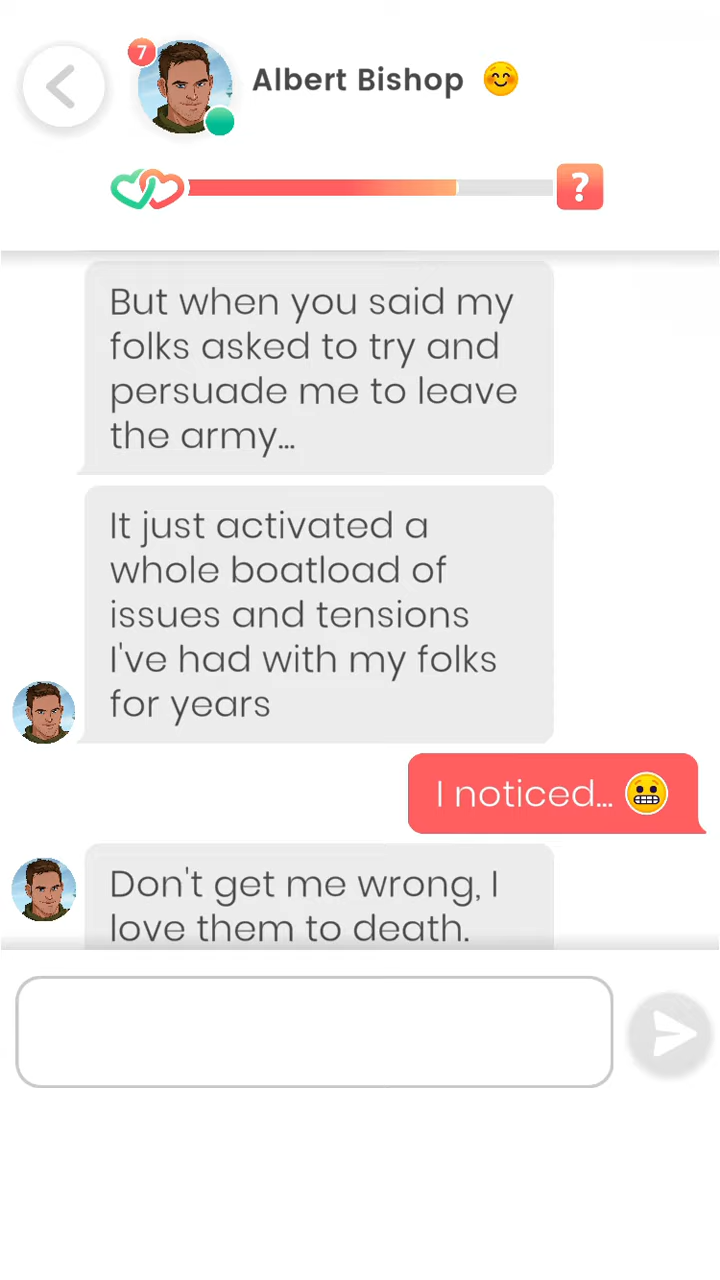 7
Albert Bishop 😊
?
But when you said my
folks asked to try and
persuade me to leave
the army...
It just activated a
whole boatload of
issues and tensions
I've had with my folks
for years
I noticed... 😬
Don't get me wrong, I
love them to death.